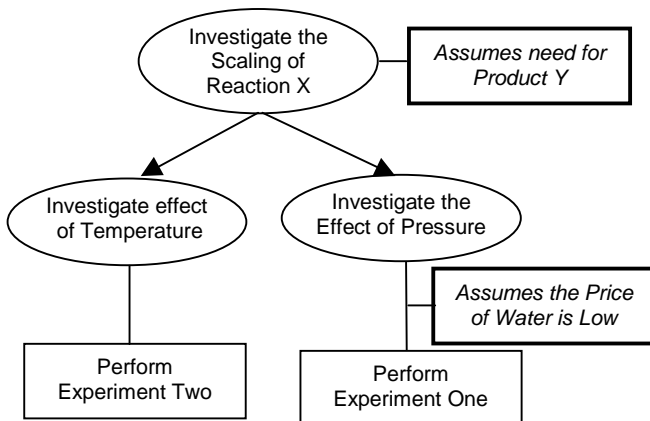 Investigate the
Scaling of
Reaction X
Assumes need for
Product Y
Investigate effect
of Temperature
Investigate the
Effect of Pressure
Assumes the Price
of Water is Low
Perform
Experiment Two
Perform
Experiment One